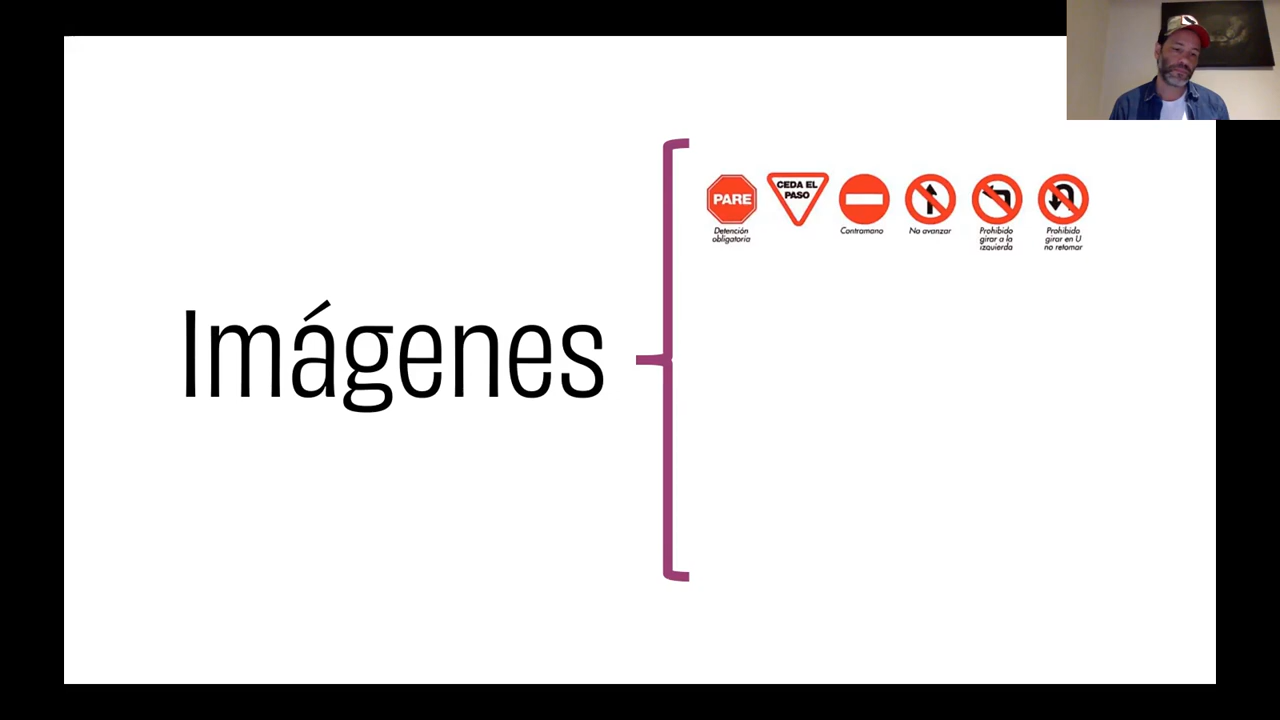 Imágenes
PARE
CEDA EL
PASO
Detención
obligatoria
Contramano
No avanzar
Prohibido
girar a la
izquierda
Prohibido
girar en U
no retomar